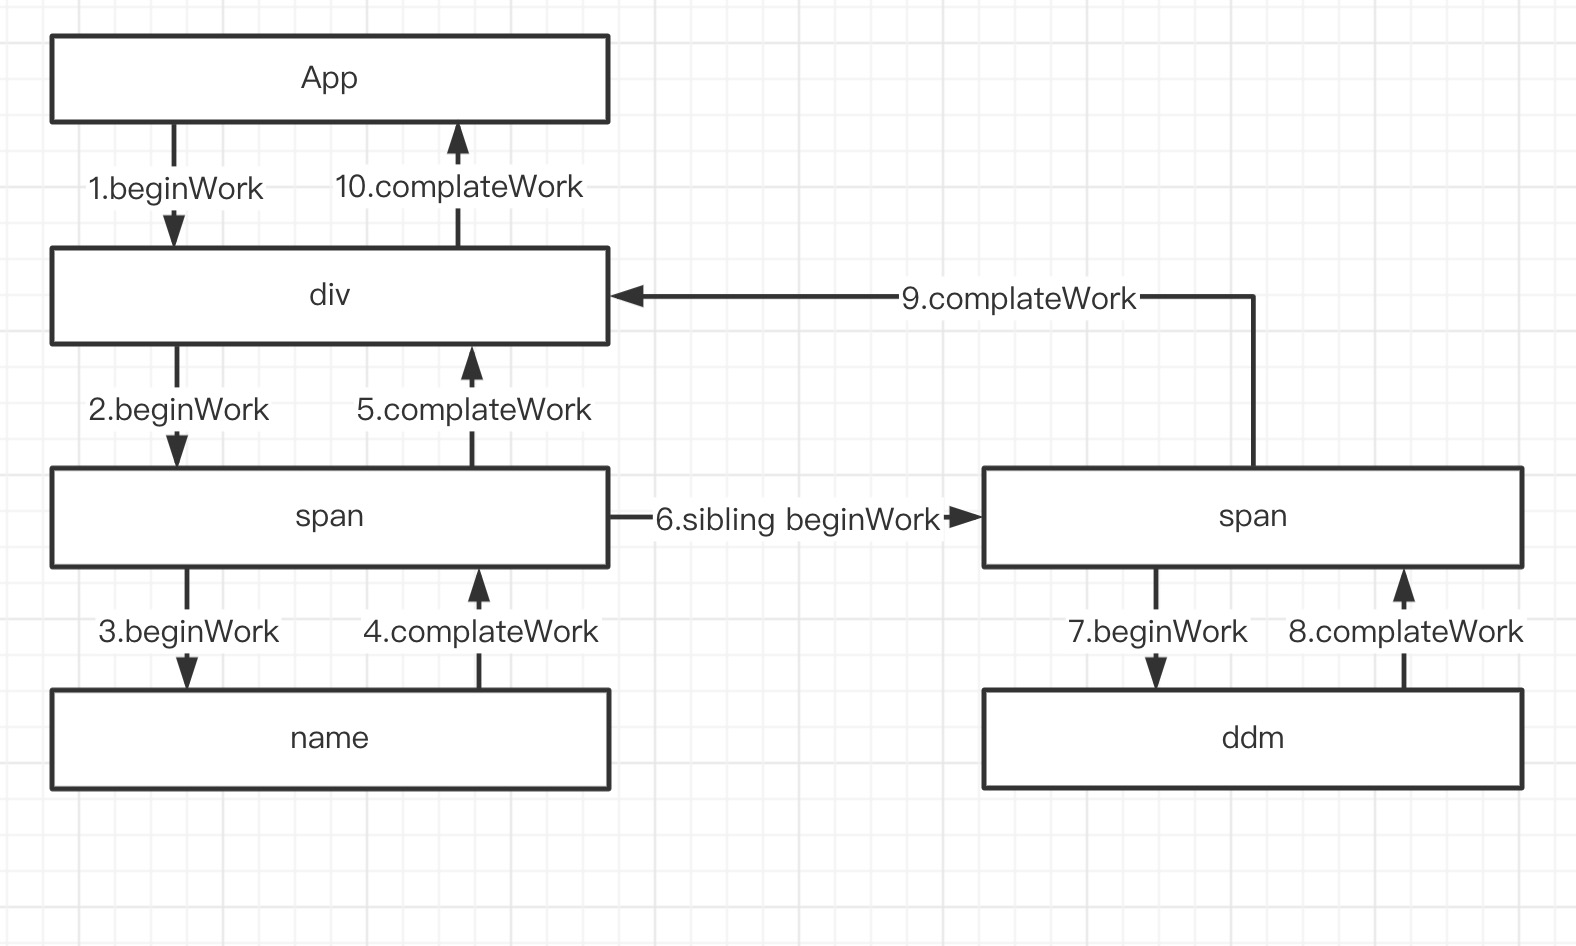 App
1.beginWork
10.complateWork
div
9.complateWork
2.beginWork
5.complateWork
span
6.sibling beginWork
span
3.beginWork
4.complateWork
7.beginWork
8.complateWork
name
ddm